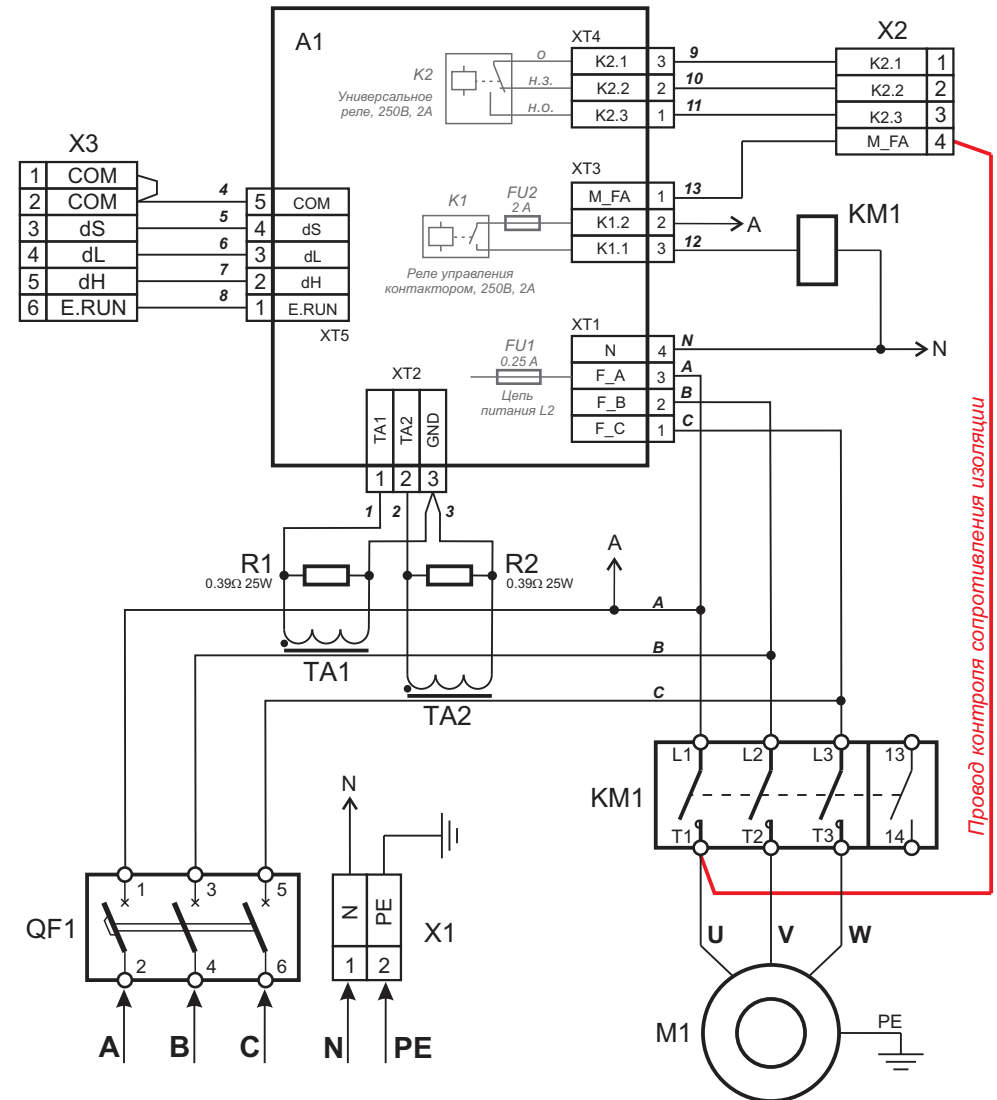 A1
K2
Универсальное
реле, 250В, 2А
о
н.з.
н.о.
XT4
K2.1 3
K2.2 2
K2.3 1
9
10
11
X2
K2.1 1
K2.2 2
K2.3 3
M_FA 4
X3
1 COM
2 COM
3 dS
4 dL
5 dH
6 E.RUN
4
5
6
7
8
5 COM
4 dS
3 dL
2 dH
1 E.RUN
XT5
K1
FU2
2 A
Реле управления
контактором, 250В, 2А
XT3
M_FA 1
K1.2 2
K1.1 3
13
A
12
KM1
FU1
0.25 A
Цепь
питания L2
XT1
N 4
F_A 3
F_B 2
F_C 1
N
A
B
C
N
XT2
TA1
TA2
GND
1 2 3
1 2 3
R1
0.39Ω 25W
R2
0.39Ω 25W
TA1
TA2
A
A
B
C
Провод контроля сопротивления изоляции
KM1
L1 L2 L3 13
T1 T2 T3 14
U V W
M1
PE
QF1
1 3 5
2 4 6
A B C
N
N PE
1 2
X1
N PE